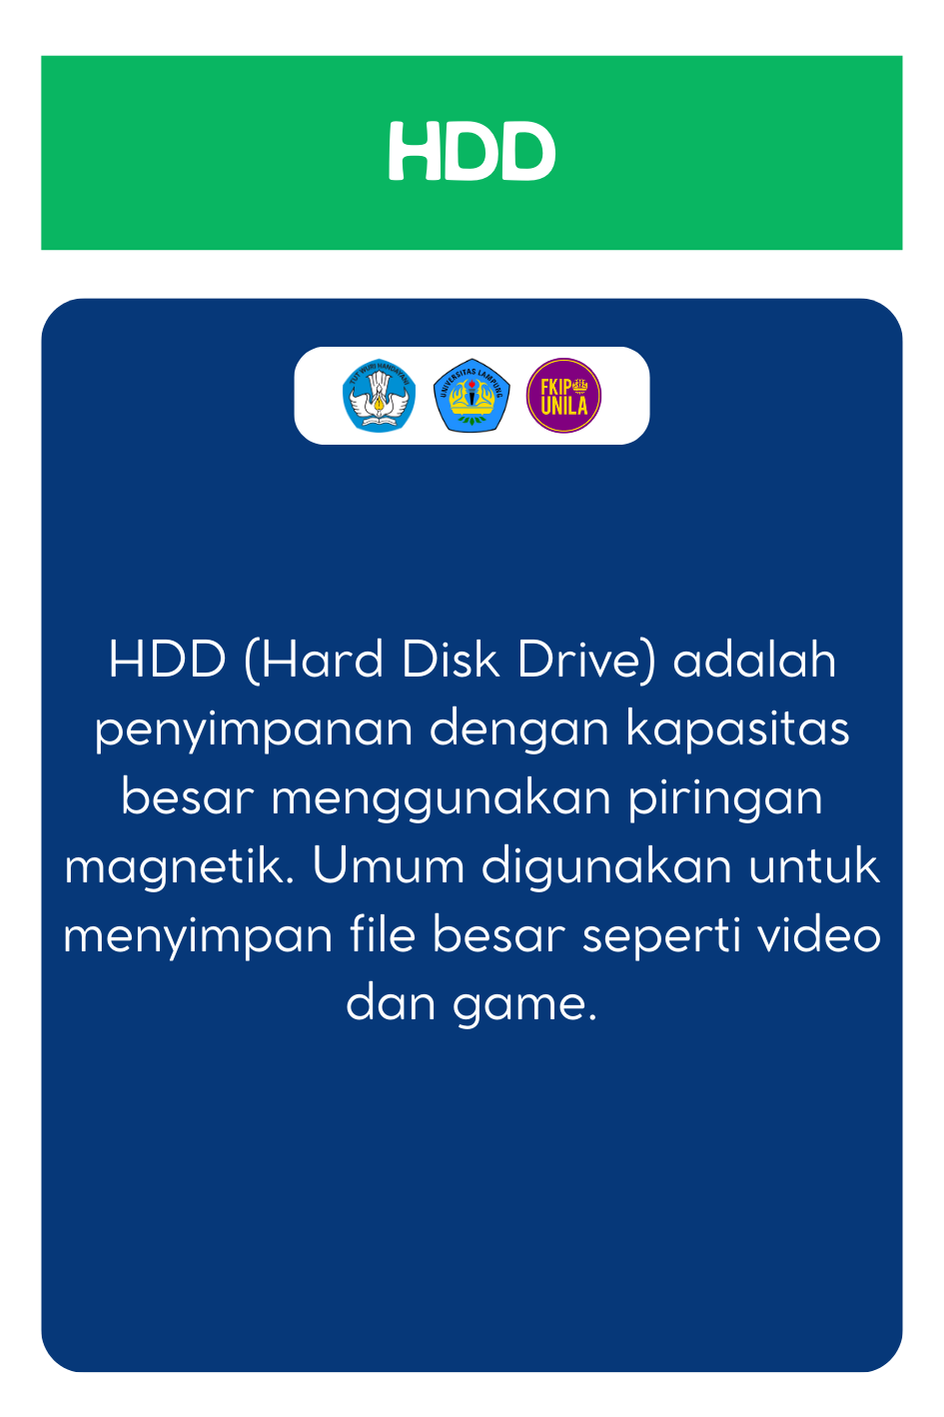 HDD
TUT WURI HANDAYANI
UNIVERSITAS LAMPUNG
FKIP
UNILA
HDD (Hard Disk Drive) adalah
penyimpanan dengan kapasitas
besar menggunakan piringan
magnetik. Umum digunakan untuk
menyimpan file besar seperti video
dan game.